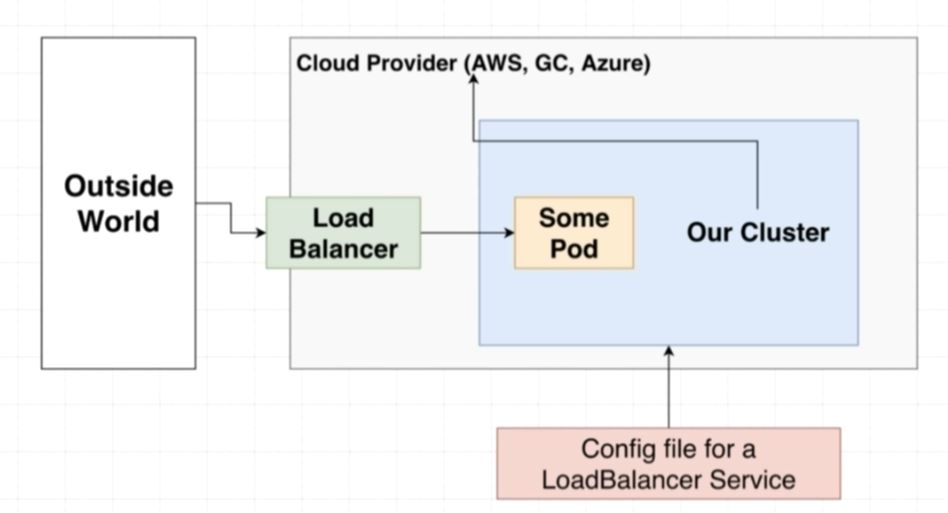 Cloud Provider (AWS, GC, Azure)
Outside
World
Load
Balancer
Some
Pod
Our Cluster
Config file for a
LoadBalancer Service